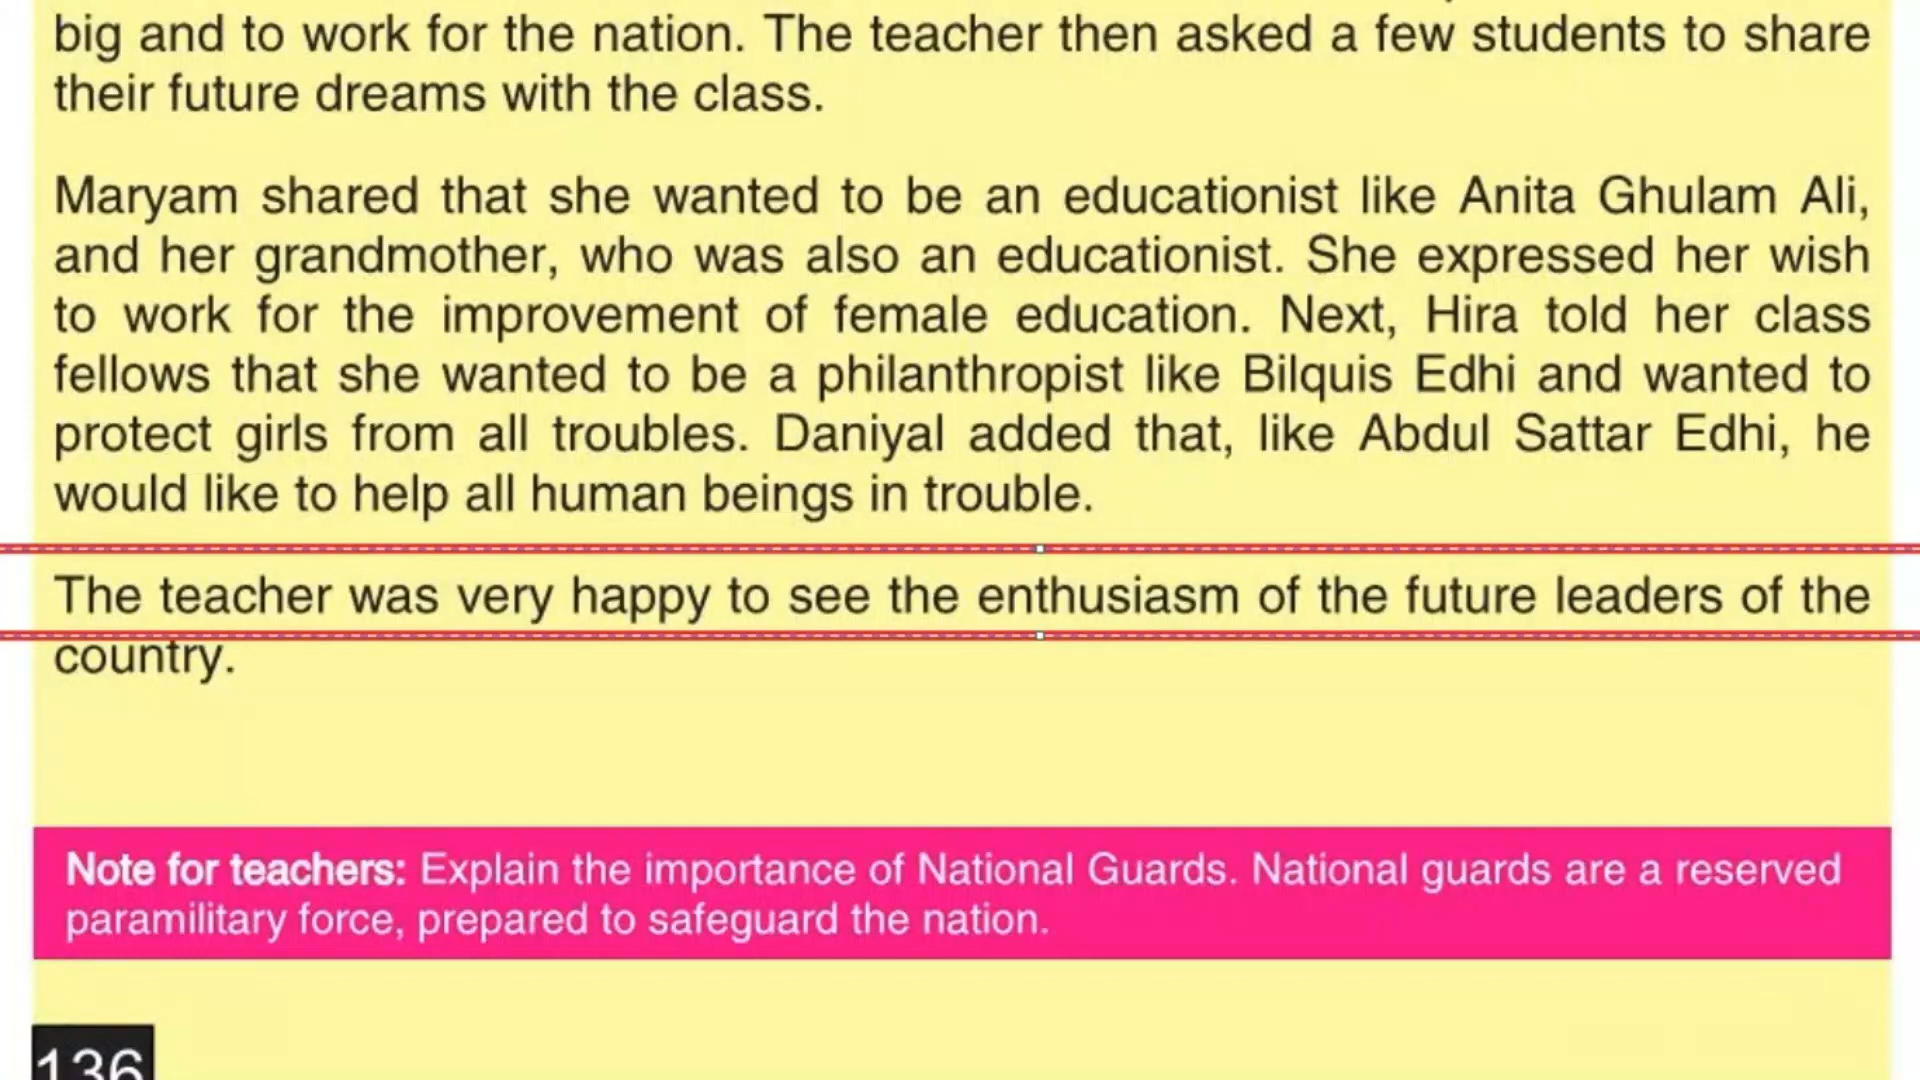 big and to work for the nation. The teacher then asked a few students to share
their future dreams with the class.
Maryam shared that she wanted to be an educationist like Anita Ghulam Ali,
and her grandmother, who was also an educationist. She expressed her wish
to work for the improvement of female education. Next, Hira told her class
fellows that she wanted to be a philanthropist like Bilquis Edhi and wanted to
protect girls from all troubles. Daniyal added that, like Abdul Sattar Edhi, he
would like to help all human beings in trouble.
The teacher was very happy to see the enthusiasm of the future leaders of the
country.
Note for teachers: Explain the importance of National Guards. National guards are a reserved
paramilitary force, prepared to safeguard the nation.
136